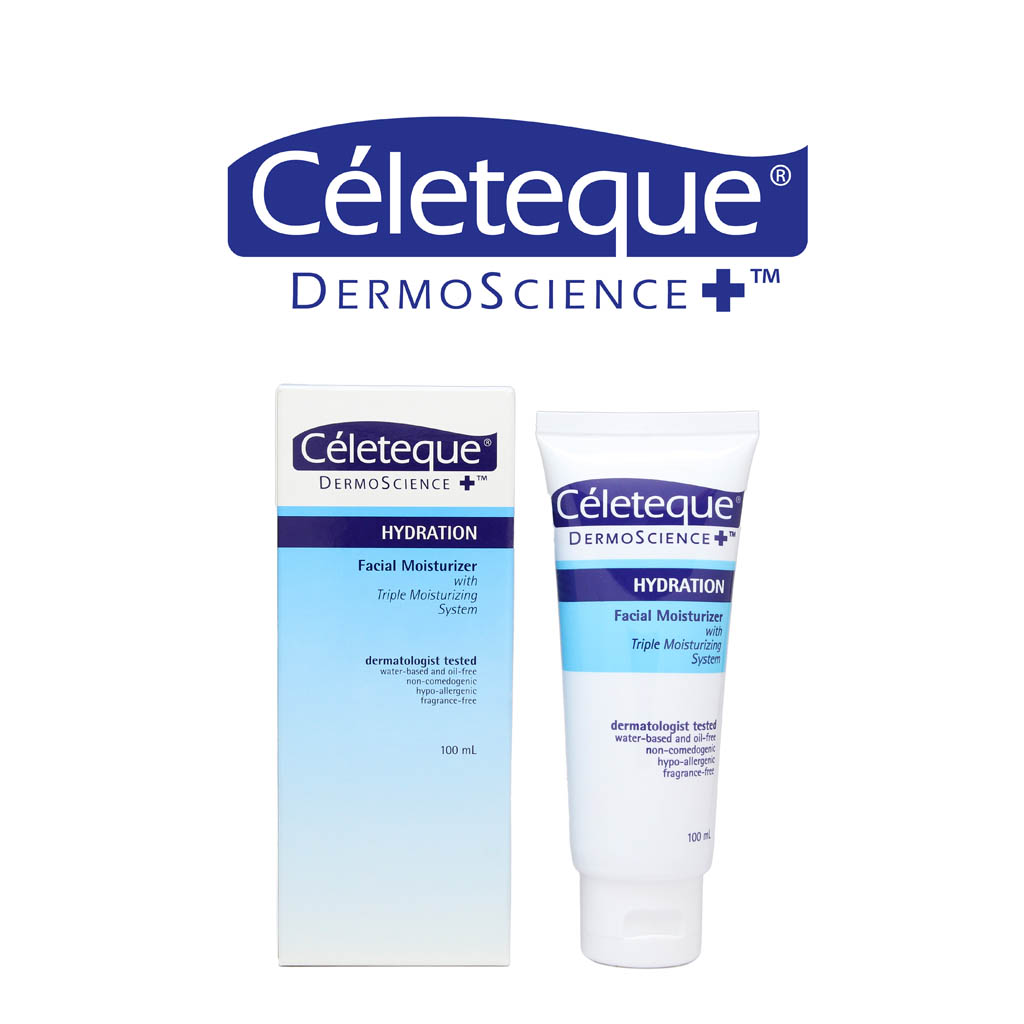 Céleteque®
DERMOSCIENCE✚™
Céleteque®
DERMOSCIENCE ✚™
HYDRATION
Facial Moisturizer
with
Triple Moisturizing
System
dermatologist tested
water-based and oil-free
non-comedogenic
hypo-allergenic
fragrance-free
100 mL
Céleteque®
DERMOSCIENCE✚™
HYDRATION
Facial Moisturizer
with
Triple Moisturizing
System
dermatologist tested
water-based and oil-free
non-comedogenic
hypo-allergenic
fragrance-free
100 mL